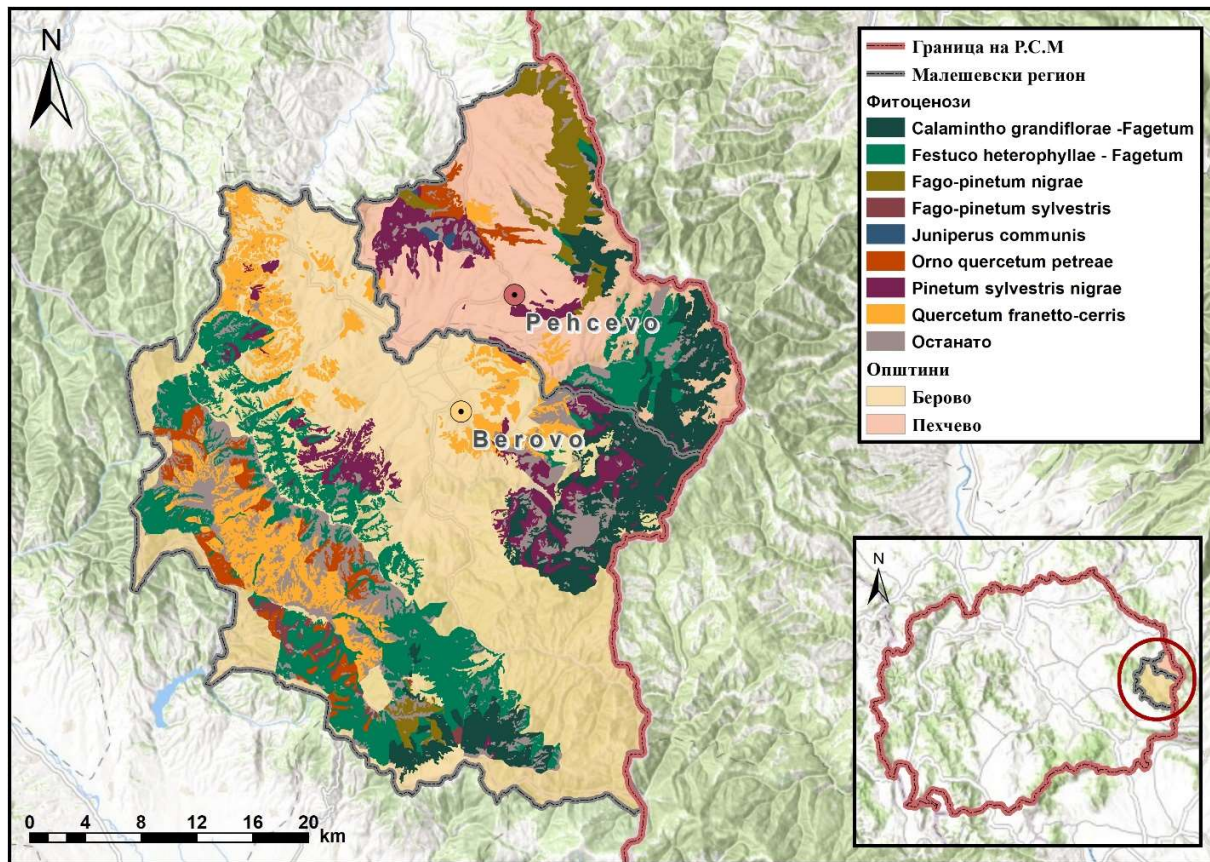 N
Граница на Р.С.М
Малешевски регион
Фитоценози
Calamintho grandiflorae -Fagetum
Festuco heterophyllae - Fagetum
Fago-pinetum nigrae
Fago-pinetum sylvestris
Juniperus communis
Orno quercetum petreae
Pinetum sylvestris nigrae
Quercetum franetto-cerris
Останато
Општини
Берово
Пехчево
Pehcevo
Berovo
N
0 4 8 12 16 20
km